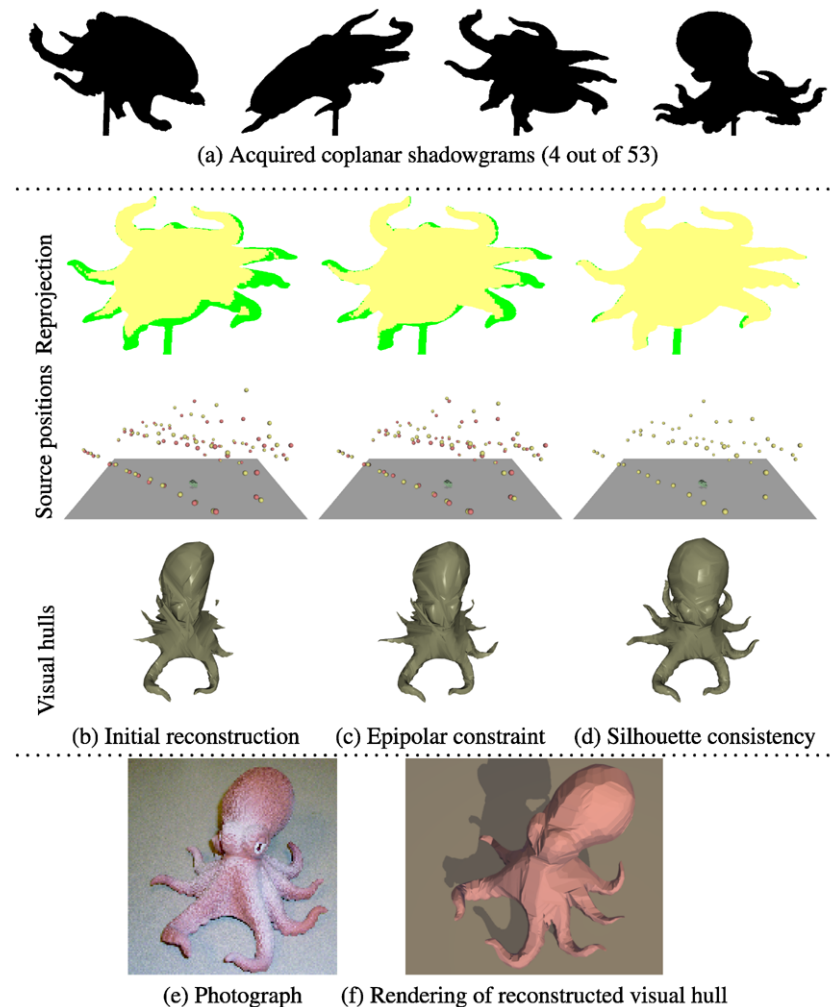 (a) Acquired coplanar shadowgrams (4 out of 53)
Reprojection
Source positions
Visual hulls
(b) Initial reconstruction
(c) Epipolar constraint
(d) Silhouette consistency
(e) Photograph
(f) Rendering of reconstructed visual hull